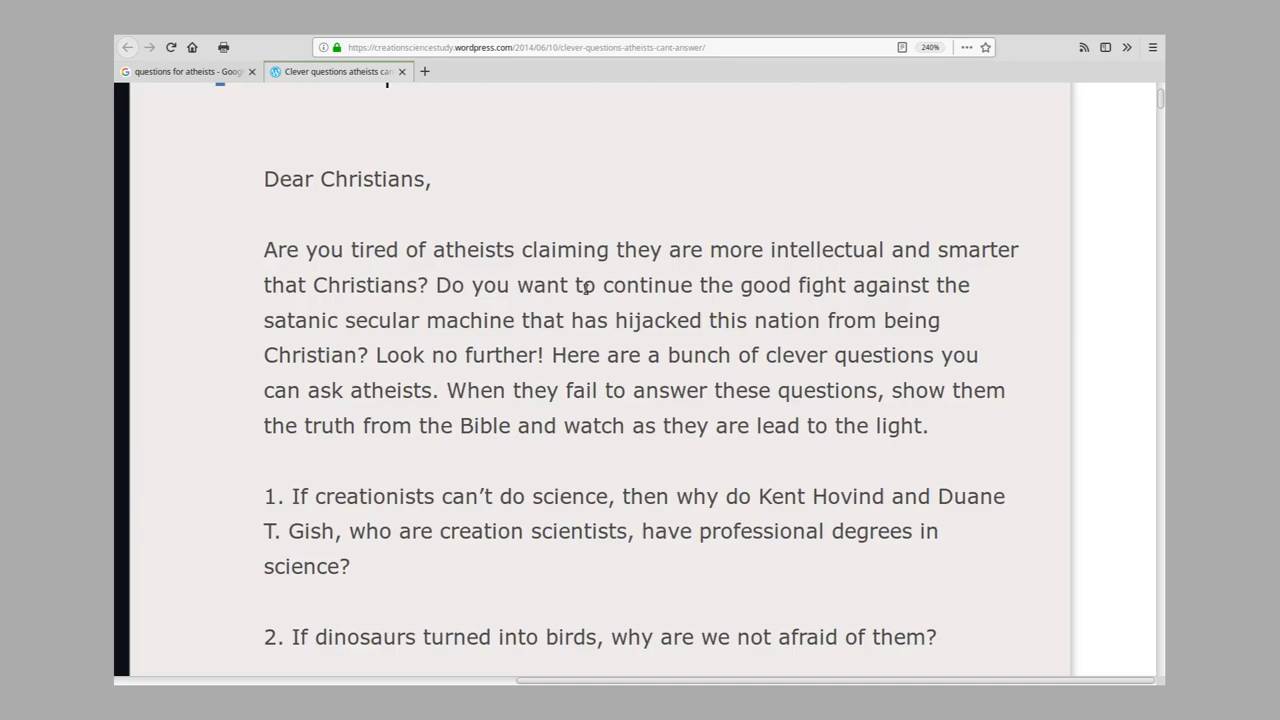 https://creationsciencestudy.wordpress.com/2014/06/10/clever-questions-atheists-cant-answer/
240%
questions for atheists - Goog
Clever questions atheists can
Dear Christians,
Are you tired of atheists claiming they are more intellectual and smarter
that Christians? Do you want to continue the good fight against the
satanic secular machine that has hijacked this nation from being
Christian? Look no further! Here are a bunch of clever questions you
can ask atheists. When they fail to answer these questions, show them
the truth from the Bible and watch as they are lead to the light.
1. If creationists can’t do science, then why do Kent Hovind and Duane
T. Gish, who are creation scientists, have professional degrees in
science?
2. If dinosaurs turned into birds, why are we not afraid of them?